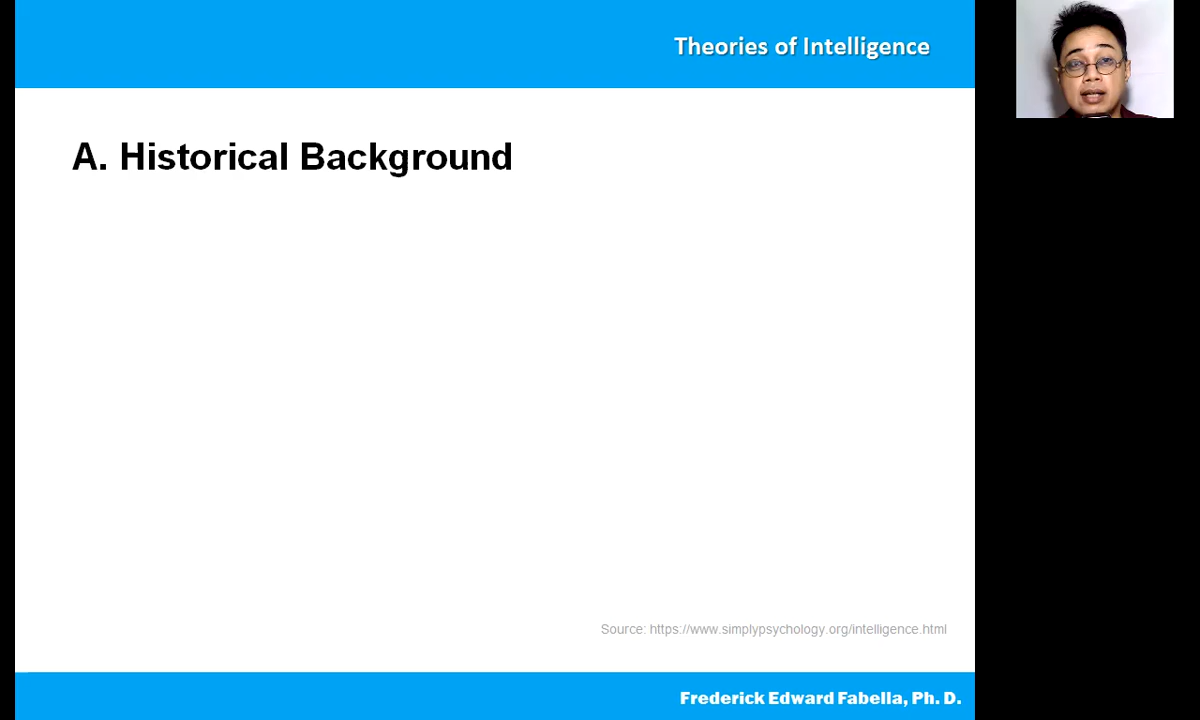 Theories of Intelligence
A. Historical Background
Source: https://www.simplypsychology.org/intelligence.html
Frederick Edward Fabella, Ph. D.